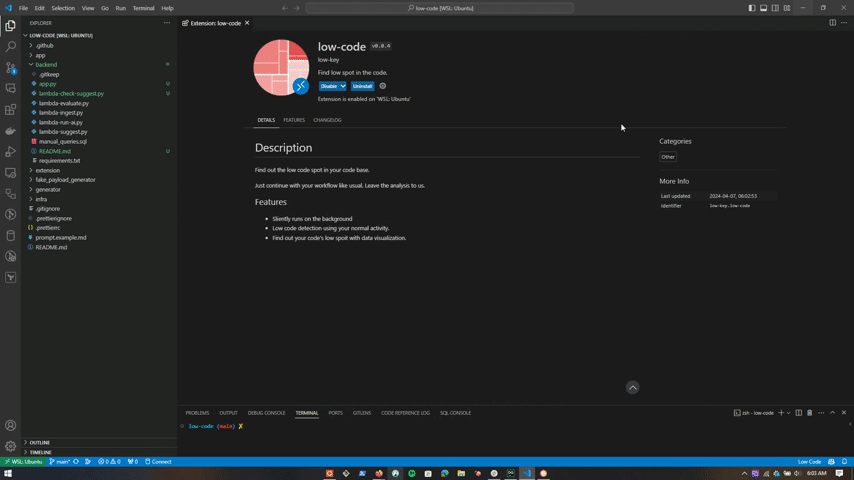 File Edit Selection View Go Run Terminal Help
low-code [WSL: Ubuntu]
EXPLORER
Extension: low-code
LOW-CODE [WSL: UBUNTU]
.github
app
backend
.gitkeep
app.py U
lambda-check-suggest.py U
lambda-evaluate.py
lambda-ingest.py
lambda-run-ai.py
lambda-suggest.py
manual_queries.sql
README.md U
requirements.txt
extension
fake_payload_generator
generator
infra
.gitignore
.prettierignore
.prettierrc
prompt.example.md
README.md
OUTLINE
TIMELINE
low-code v0.0.4
low-key
Find low spot in the code.
Disable Uninstall
Extension is enabled on 'WSL: Ubuntu'
DETAILS FEATURES CHANGELOG
Description
Find out the low code spot in your code base.
Just continue with your workflow like usual. Leave the analysis to us.
Features
Sliently runs on the background
Low code detection using your normal activity.
Find out your code's low spoit with data visualization.
Categories
Other
More Info
Last updated 2024-04-07, 06:02:53
Identifier low-key.low-code
PROBLEMS OUTPUT DEBUG CONSOLE TERMINAL PORTS GITLENS CODE REFERENCE LOG SQL CONSOLE
zsh - low-code
low-code (main) ✗
WSL: Ubuntu main* 0 0 0 Connect
Low Code
6:03 AM